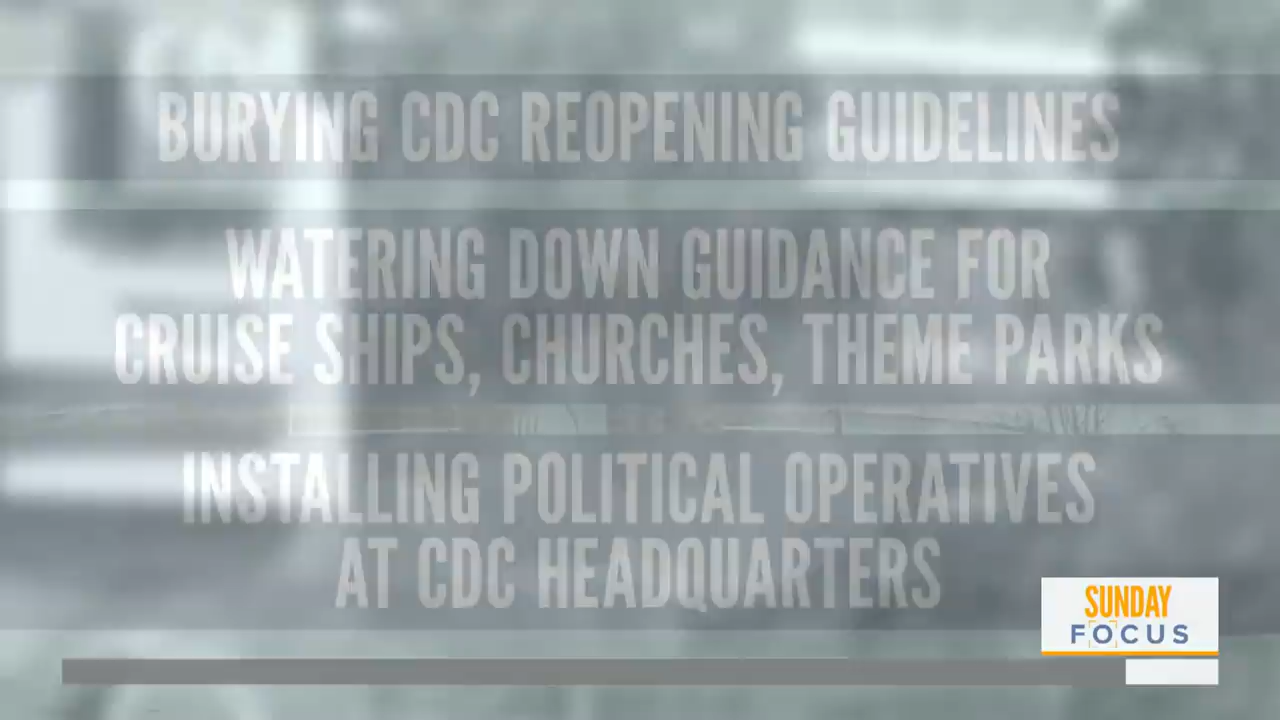 BURYING CDC REOPENING GUIDELINES
WATERING DOWN GUIDANCE FOR
CRUISE SHIPS, CHURCHES, THEME PARKS
INSTALLING POLITICAL OPERATIVES
AT CDC HEADQUARTERS
SUNDAY
FOCUS